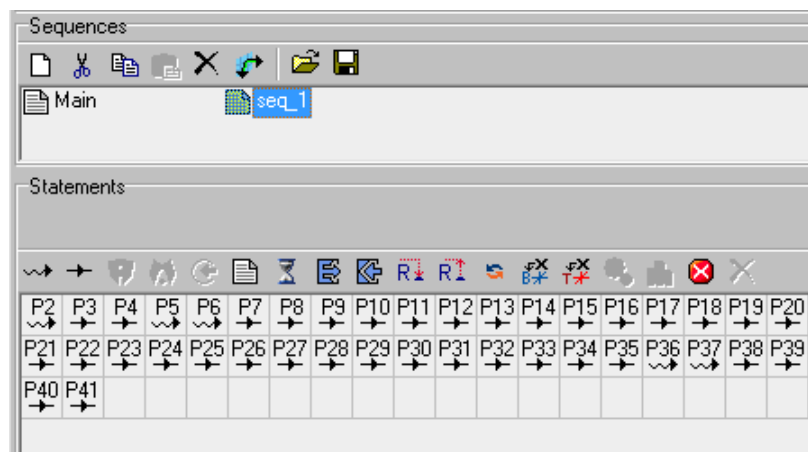 Sequences
Main seq_1
Statements
R R B T
P2 P3 P4 P5 P6 P7 P8 P9 P10 P11 P12 P13 P14 P15 P16 P17 P18 P19 P20
P21 P22 P23 P24 P25 P26 P27 P28 P29 P30 P31 P32 P33 P34 P35 P36 P37 P38 P39
P40 P41